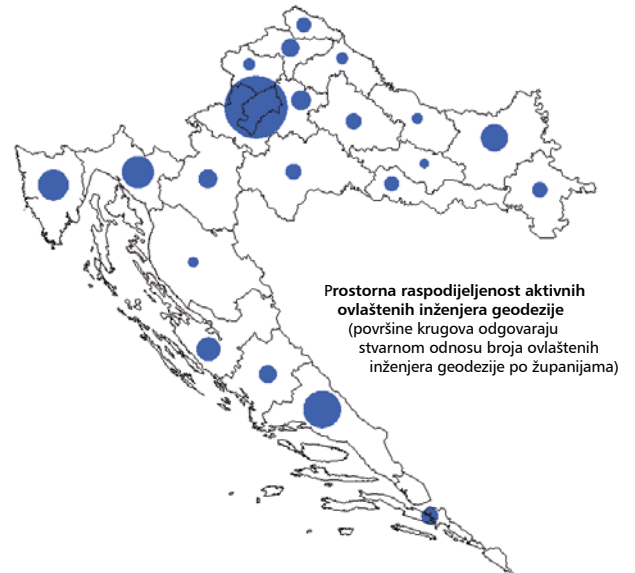 Prostorna raspodijeljenost aktivnih
ovlaštenih inženjera geodezije
(površine krugova odgovaraju
stvarnom odnosu broja ovlaštenih
inženjera geodezije po županijama)